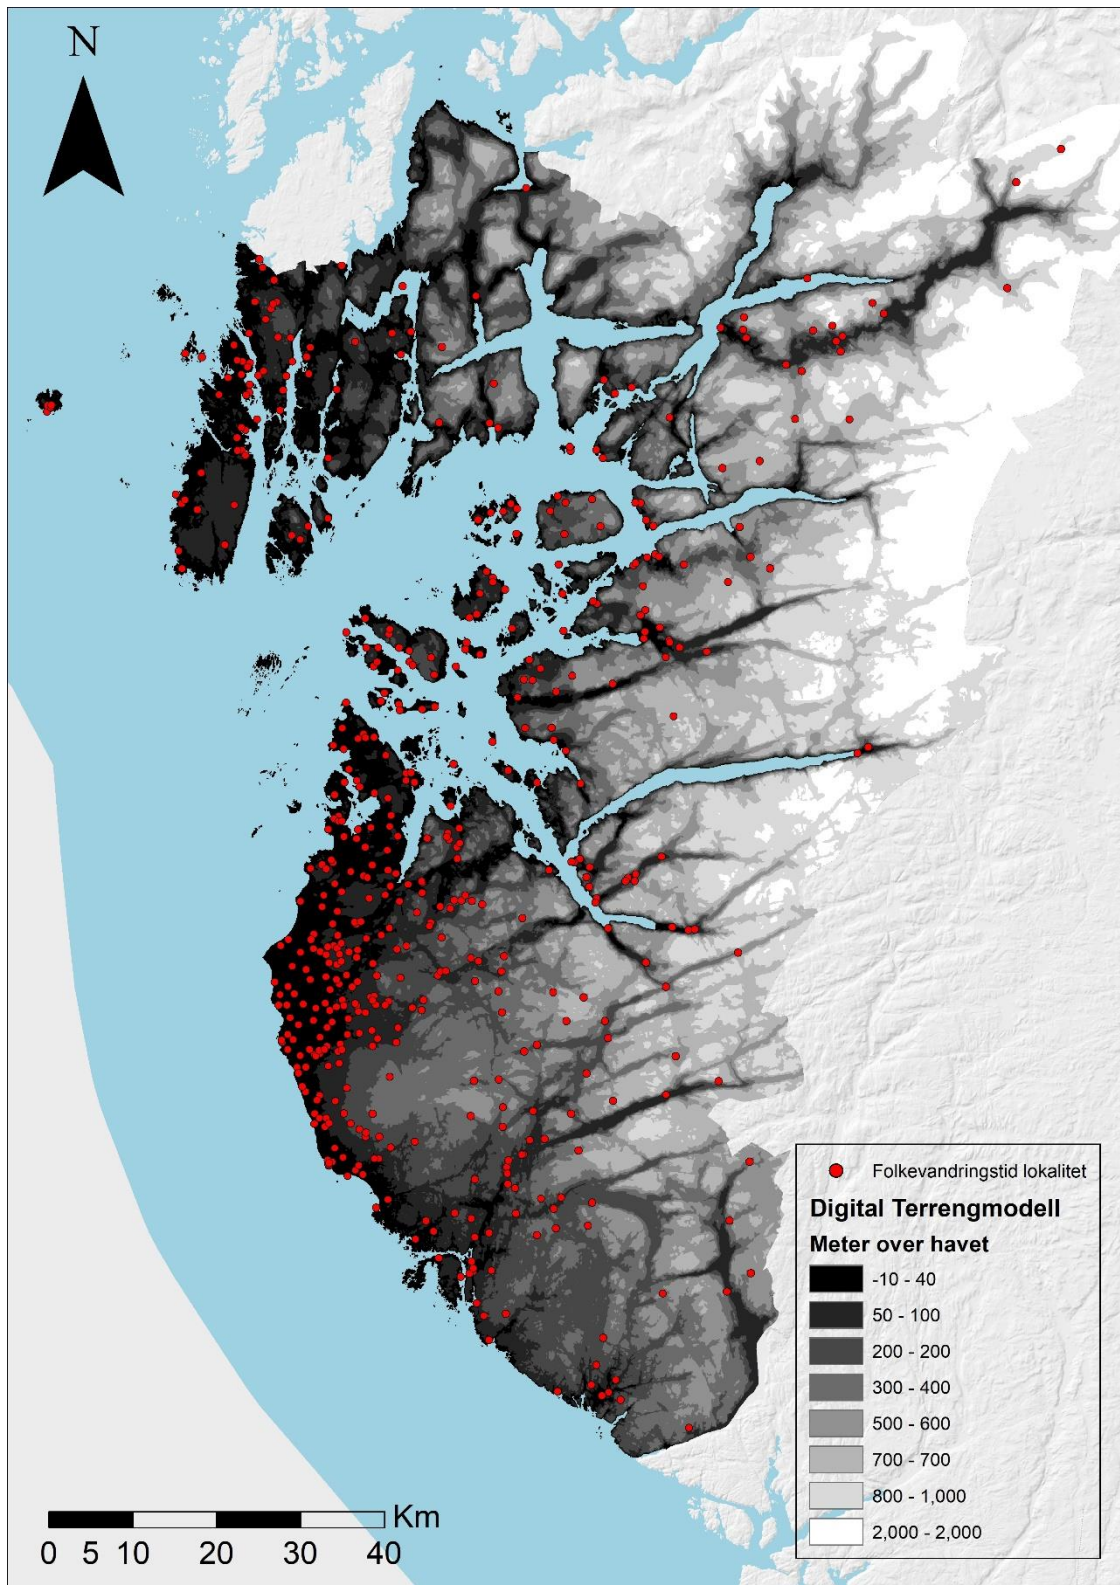 N
Folkevandringstid lokalitet
Digital Terrengmodell
Meter over havet
-10 - 40
50 - 100
200 - 200
300 - 400
500 - 600
700 - 700
800 - 1,000
2,000 - 2,000
Km
0 5 10 20 30 40